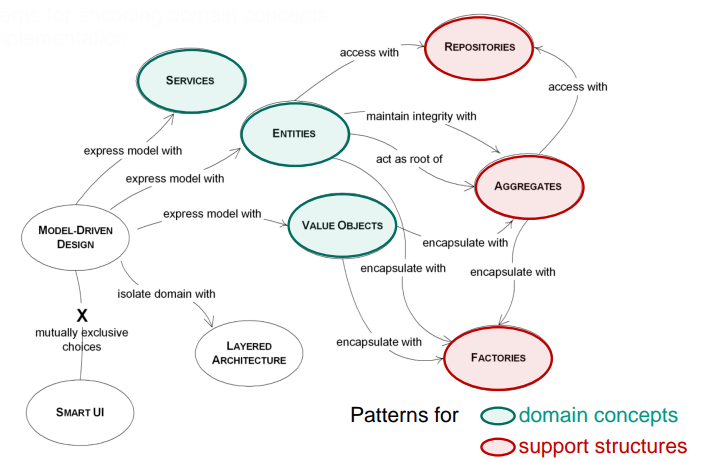 REPOSITORIES
access with
SERVICES
access with
maintain integrity with
ENTITIES
express model with
act as root of
express model with
AGGREGATES
express model with
VALUE OBJECTS
MODEL-DRIVEN
DESIGN
encapsulate with
encapsulate with
encapsulate with
isolate domain with
X
mutually exclusive
choices
encapsulate with
LAYERED
ARCHITECTURE
FACTORIES
SMART UI
Patterns for
domain concepts
support structures